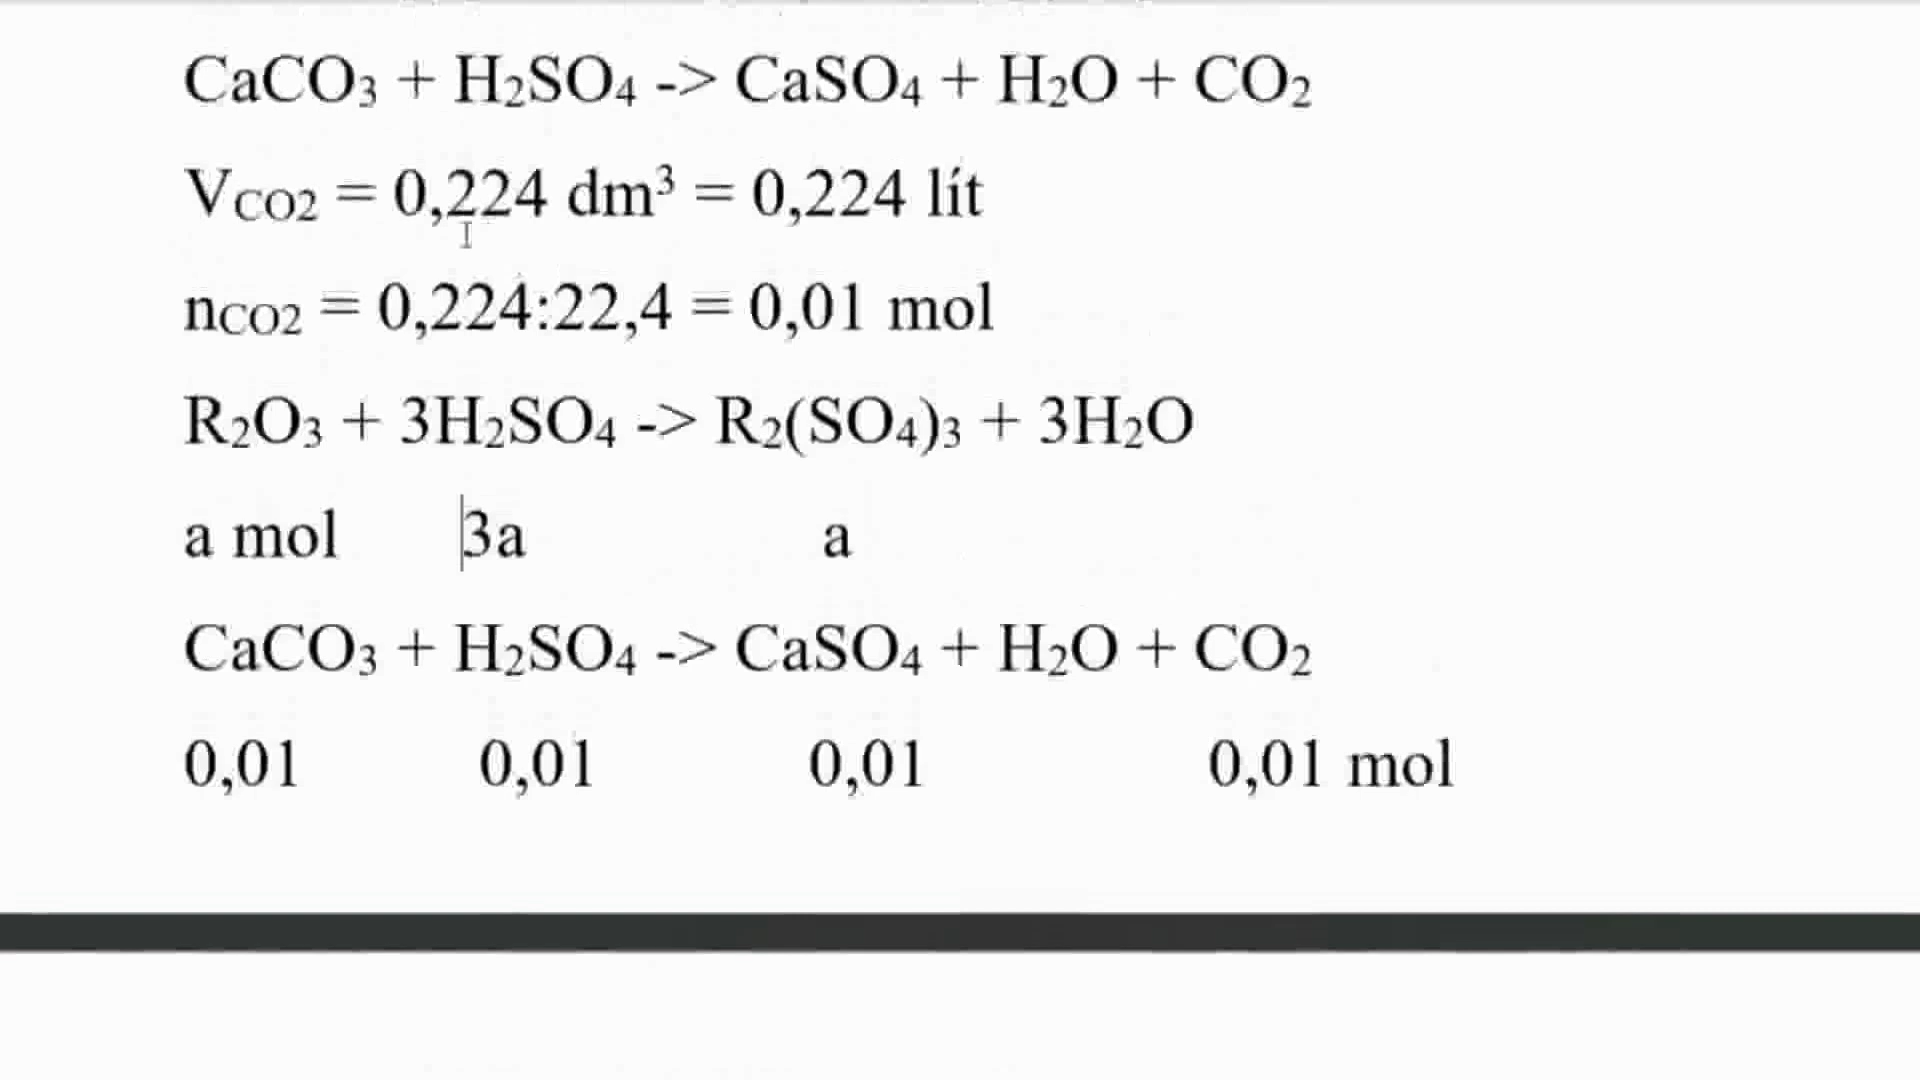 CaCO₃ + H₂SO₄ -> CaSO₄ + H₂O + CO₂
V_CO2 = 0,224 dm³ = 0,224 lít
n_CO2 = 0,224:22,4 = 0,01 mol
R₂O₃ + 3H₂SO₄ -> R₂(SO₄)₃ + 3H₂O
a mol 3a a
CaCO₃ + H₂SO₄ -> CaSO₄ + H₂O + CO₂
0,01 0,01 0,01 0,01 mol